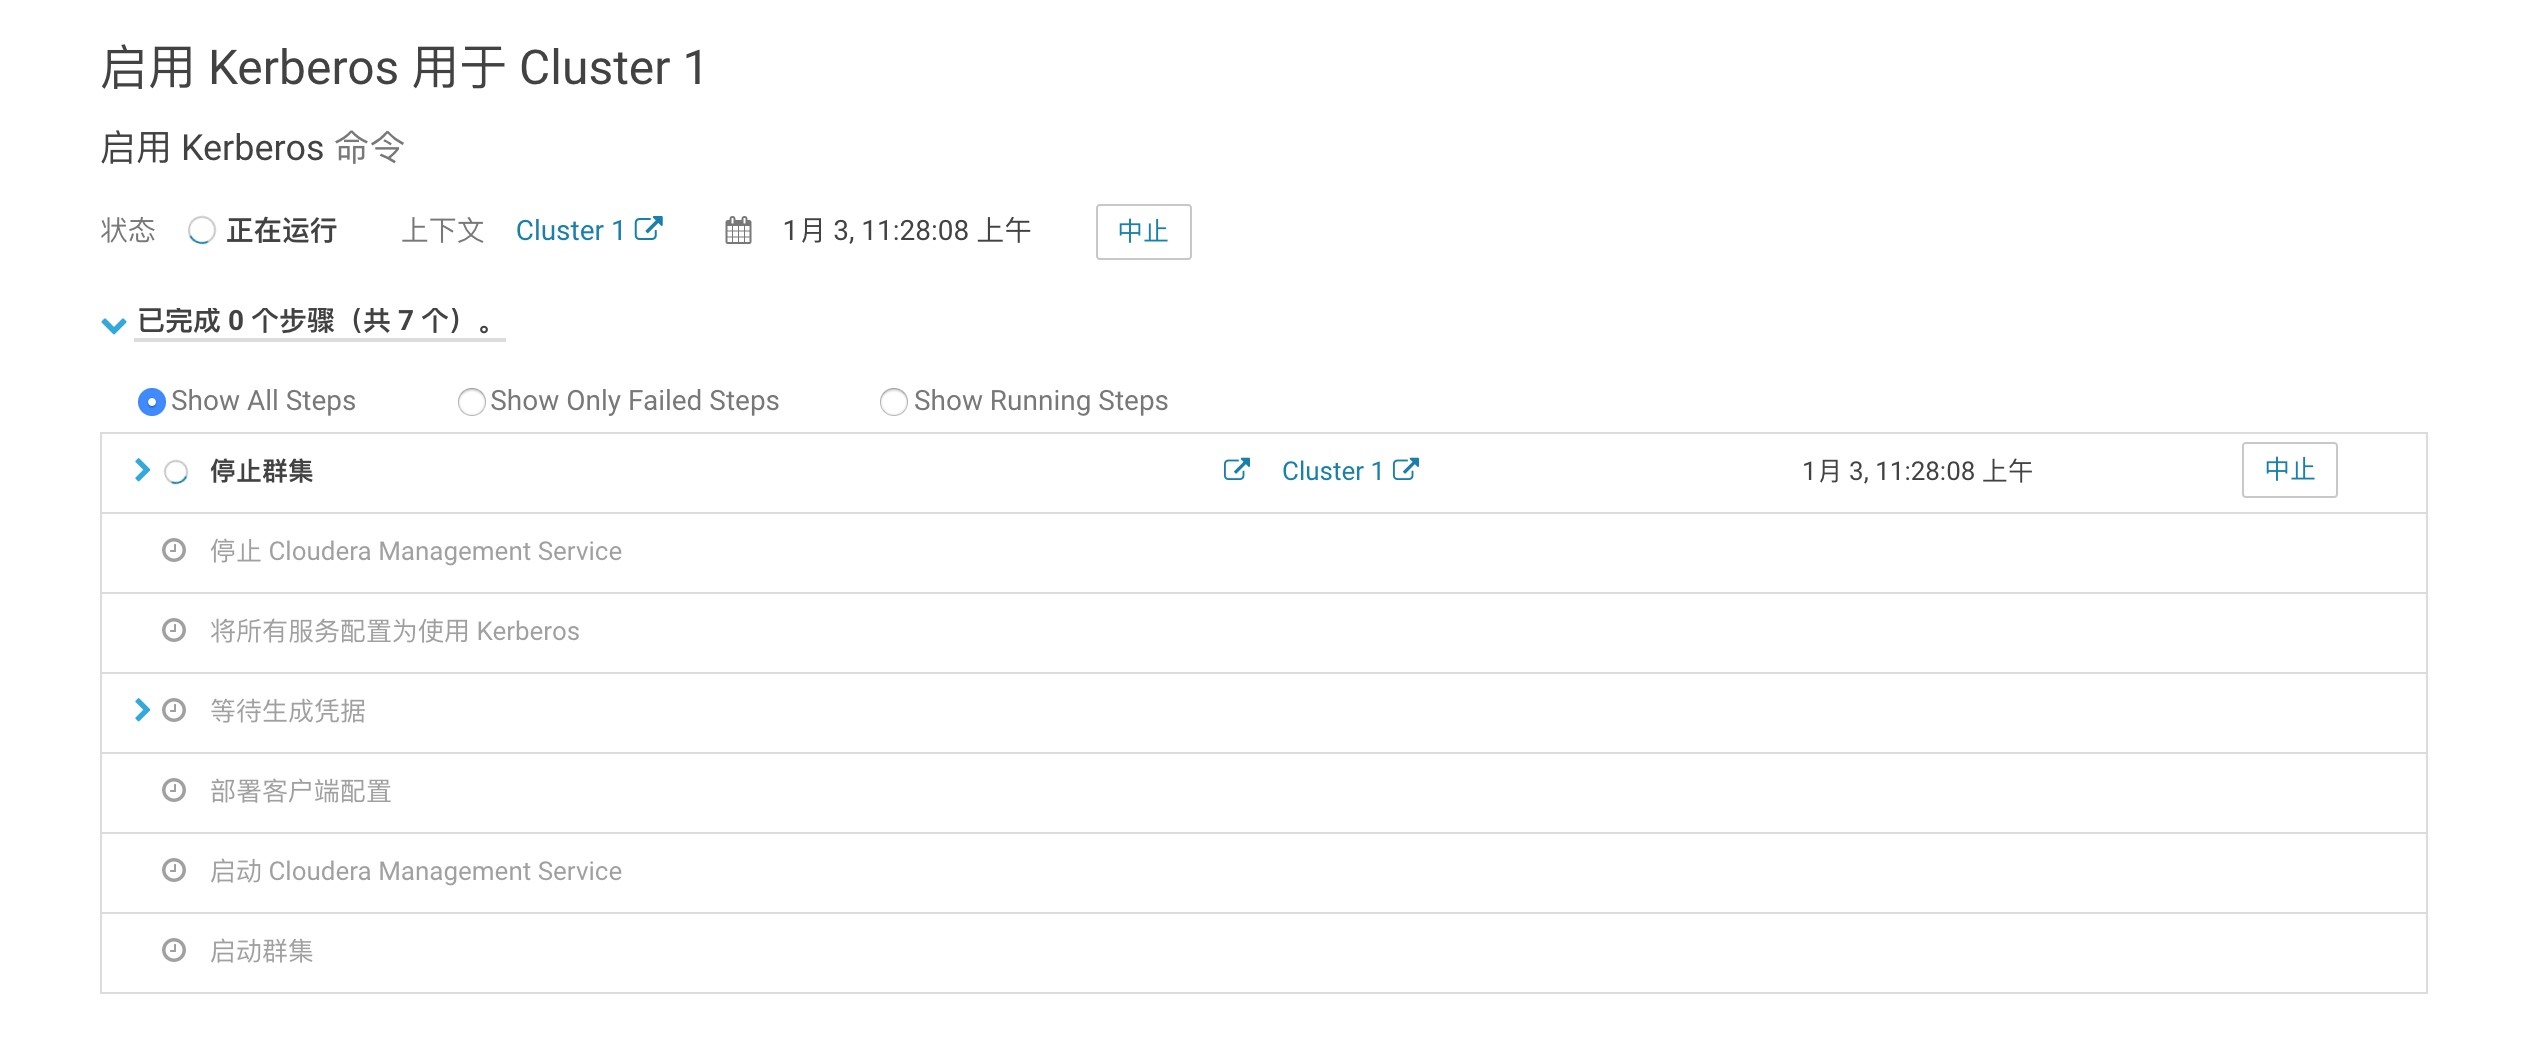 启用 Kerberos 用于 Cluster 1
启用 Kerberos 命令
状态 正在运行 上下文 Cluster 1 1月 3, 11:28:08 上午 中止
已完成 0 个步骤（共 7 个）。
Show All Steps Show Only Failed Steps Show Running Steps
停止群集 Cluster 1 1月 3, 11:28:08 上午 中止
停止 Cloudera Management Service
将所有服务配置为使用 Kerberos
等待生成凭据
部署客户端配置
启动 Cloudera Management Service
启动群集